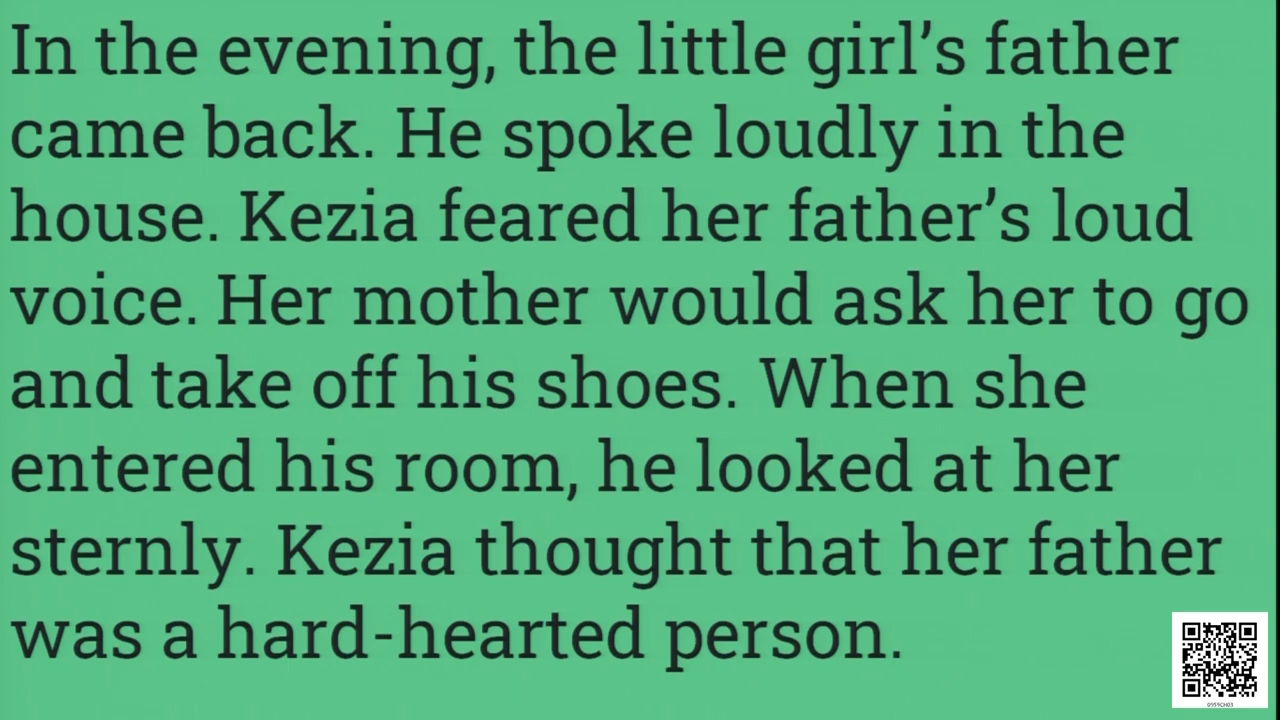 In the evening, the little girl’s father
came back. He spoke loudly in the
house. Kezia feared her father’s loud
voice. Her mother would ask her to go
and take off his shoes. When she
entered his room, he looked at her
sternly. Kezia thought that her father
was a hard-hearted person.
0959CH03